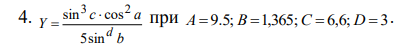 4. Y = (sin³ c · cos² a) / (5sin^d b) при A=9.5; B=1,365; C=6,6; D=3.